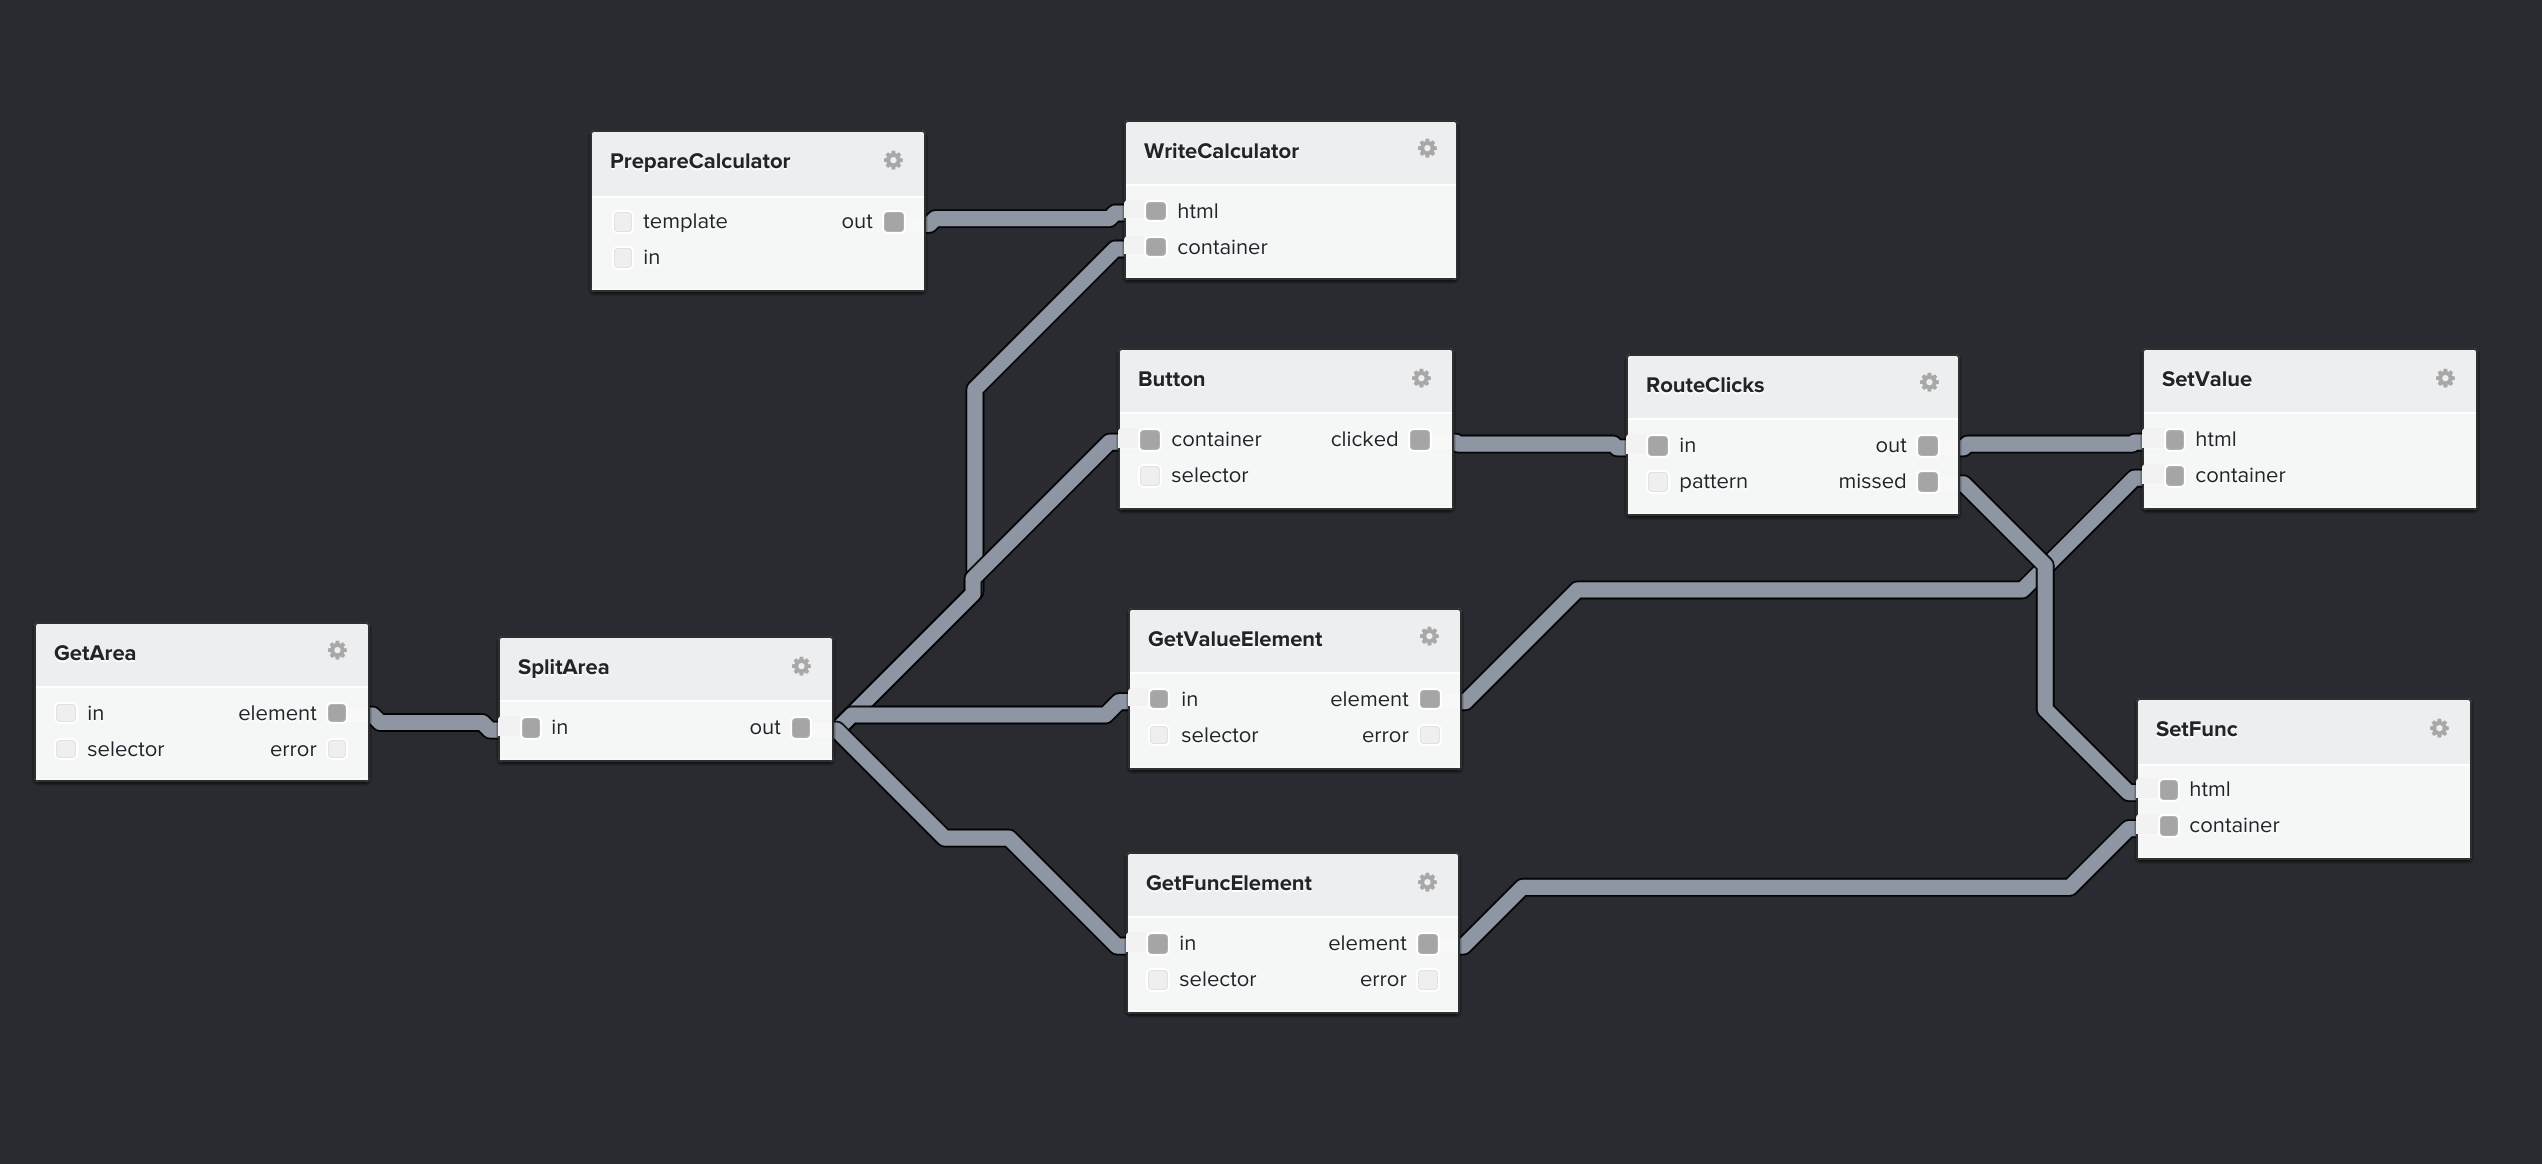 PrepareCalculator
template out
in
WriteCalculator
html
container
Button
container clicked
selector
RouteClicks
in out
pattern missed
SetValue
html
container
GetArea
in element
selector error
SplitArea
in out
GetValueElement
in element
selector error
SetFunc
html
container
GetFuncElement
in element
selector error